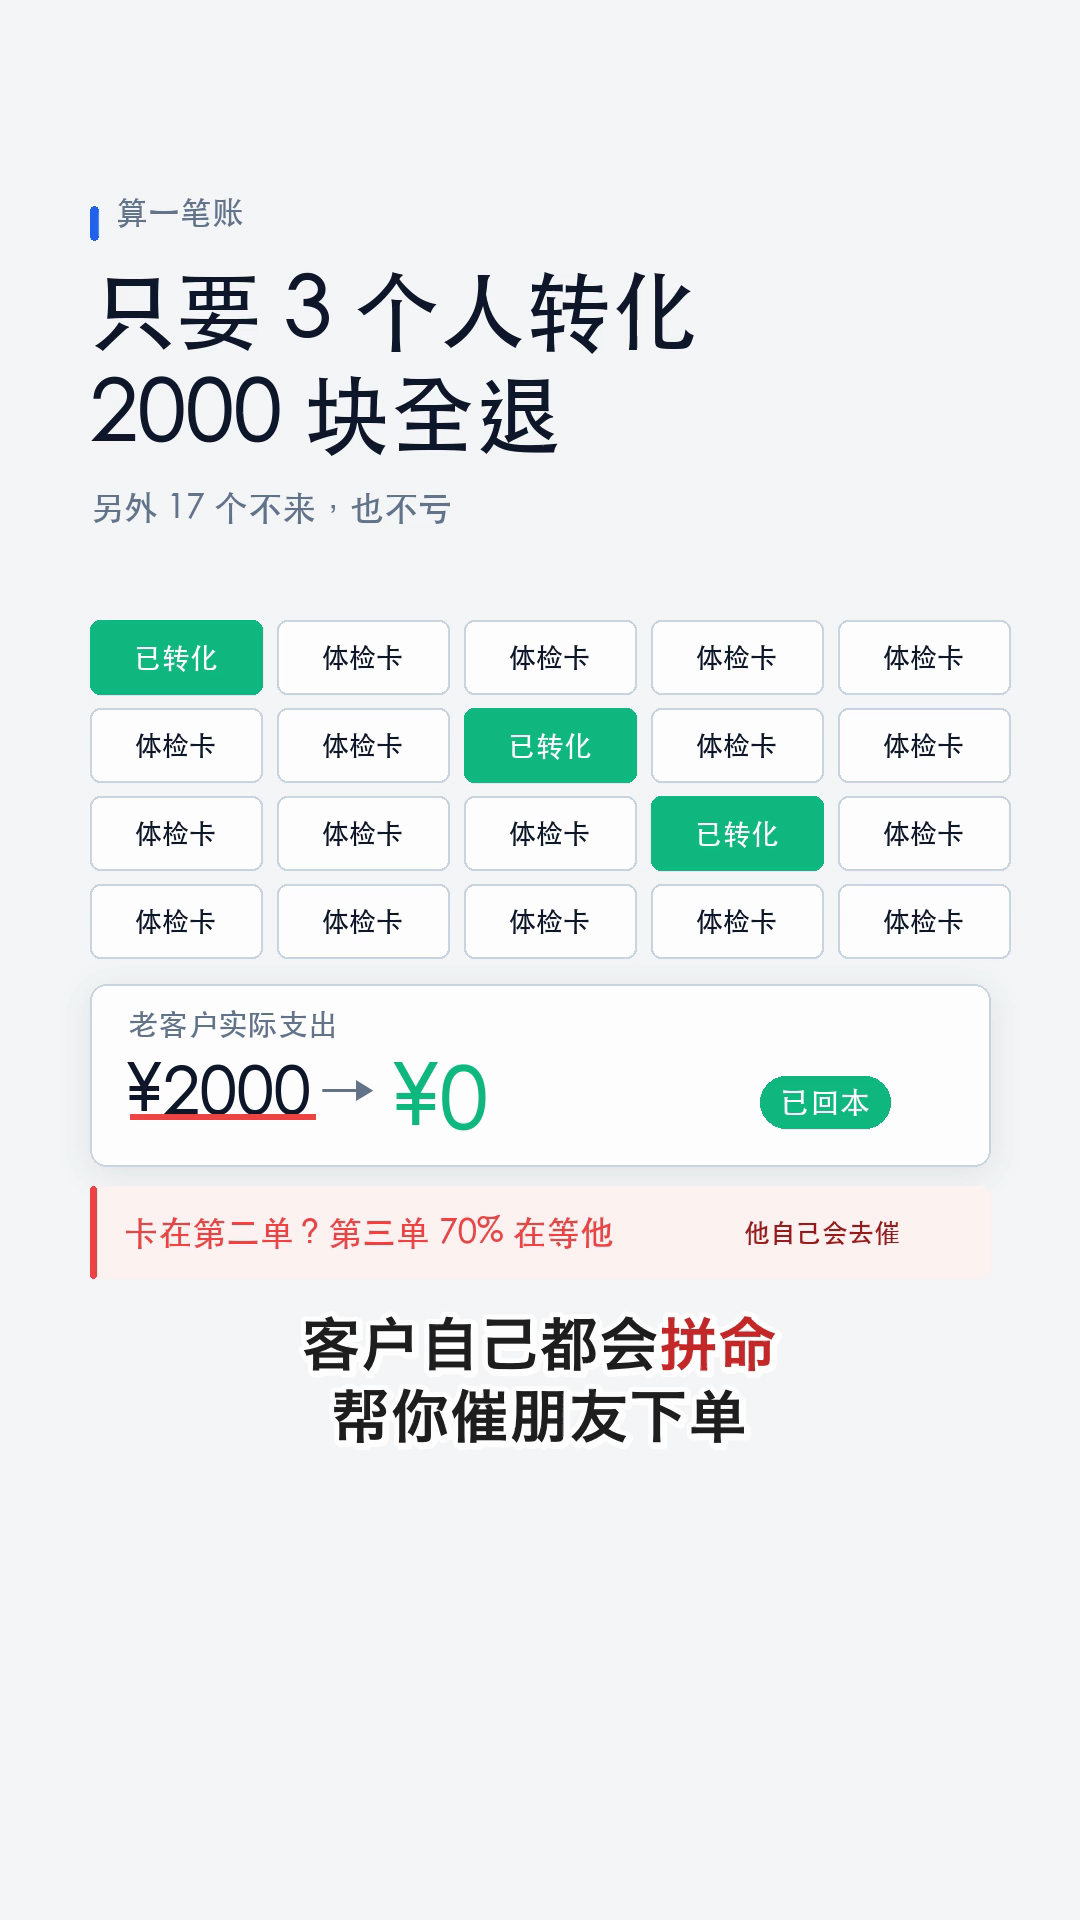 算一笔账
只要 3 个人转化
2000 块全退
另外 17 个不来，也不亏
已转化 体检卡 体检卡 体检卡 体检卡
体检卡 体检卡 已转化 体检卡 体检卡
体检卡 体检卡 体检卡 已转化 体检卡
体检卡 体检卡 体检卡 体检卡 体检卡
老客户实际支出
¥2000 → ¥0 已回本
卡在第二单？第三单 70% 在等他 他自己会去催
客户自己都会拼命
帮你催朋友下单